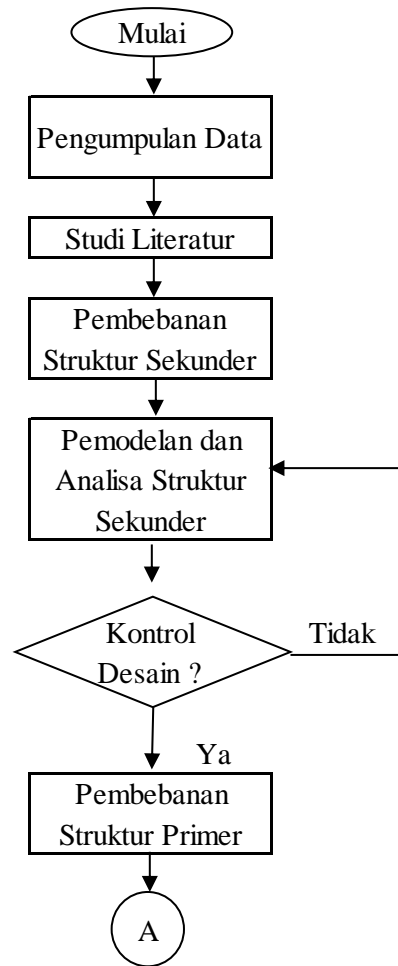 Mulai
Pengumpulan Data
Studi Literatur
Pembebanan
Struktur Sekunder
Pemodelan dan
Analisa Struktur
Sekunder
Kontrol
Desain ?
Tidak
Ya
Pembebanan
Struktur Primer
A